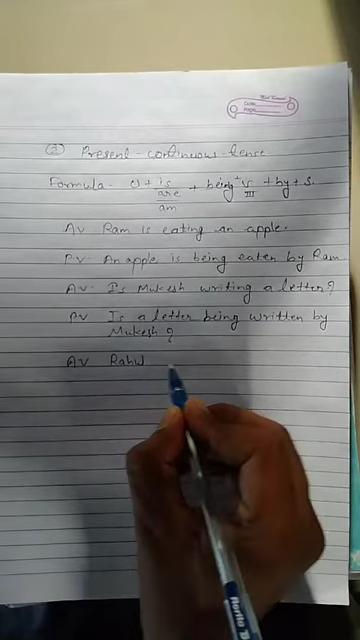 ② Present-continuous-tense
Formula- O + is/are/am + being + V III + by + S.
AV Ram is eating an apple.
PV- An apple is being eaten by Ram
AV- Is Mukesh writing a letter?
PV Is a letter being written by
Mukesh?
AV Rahul